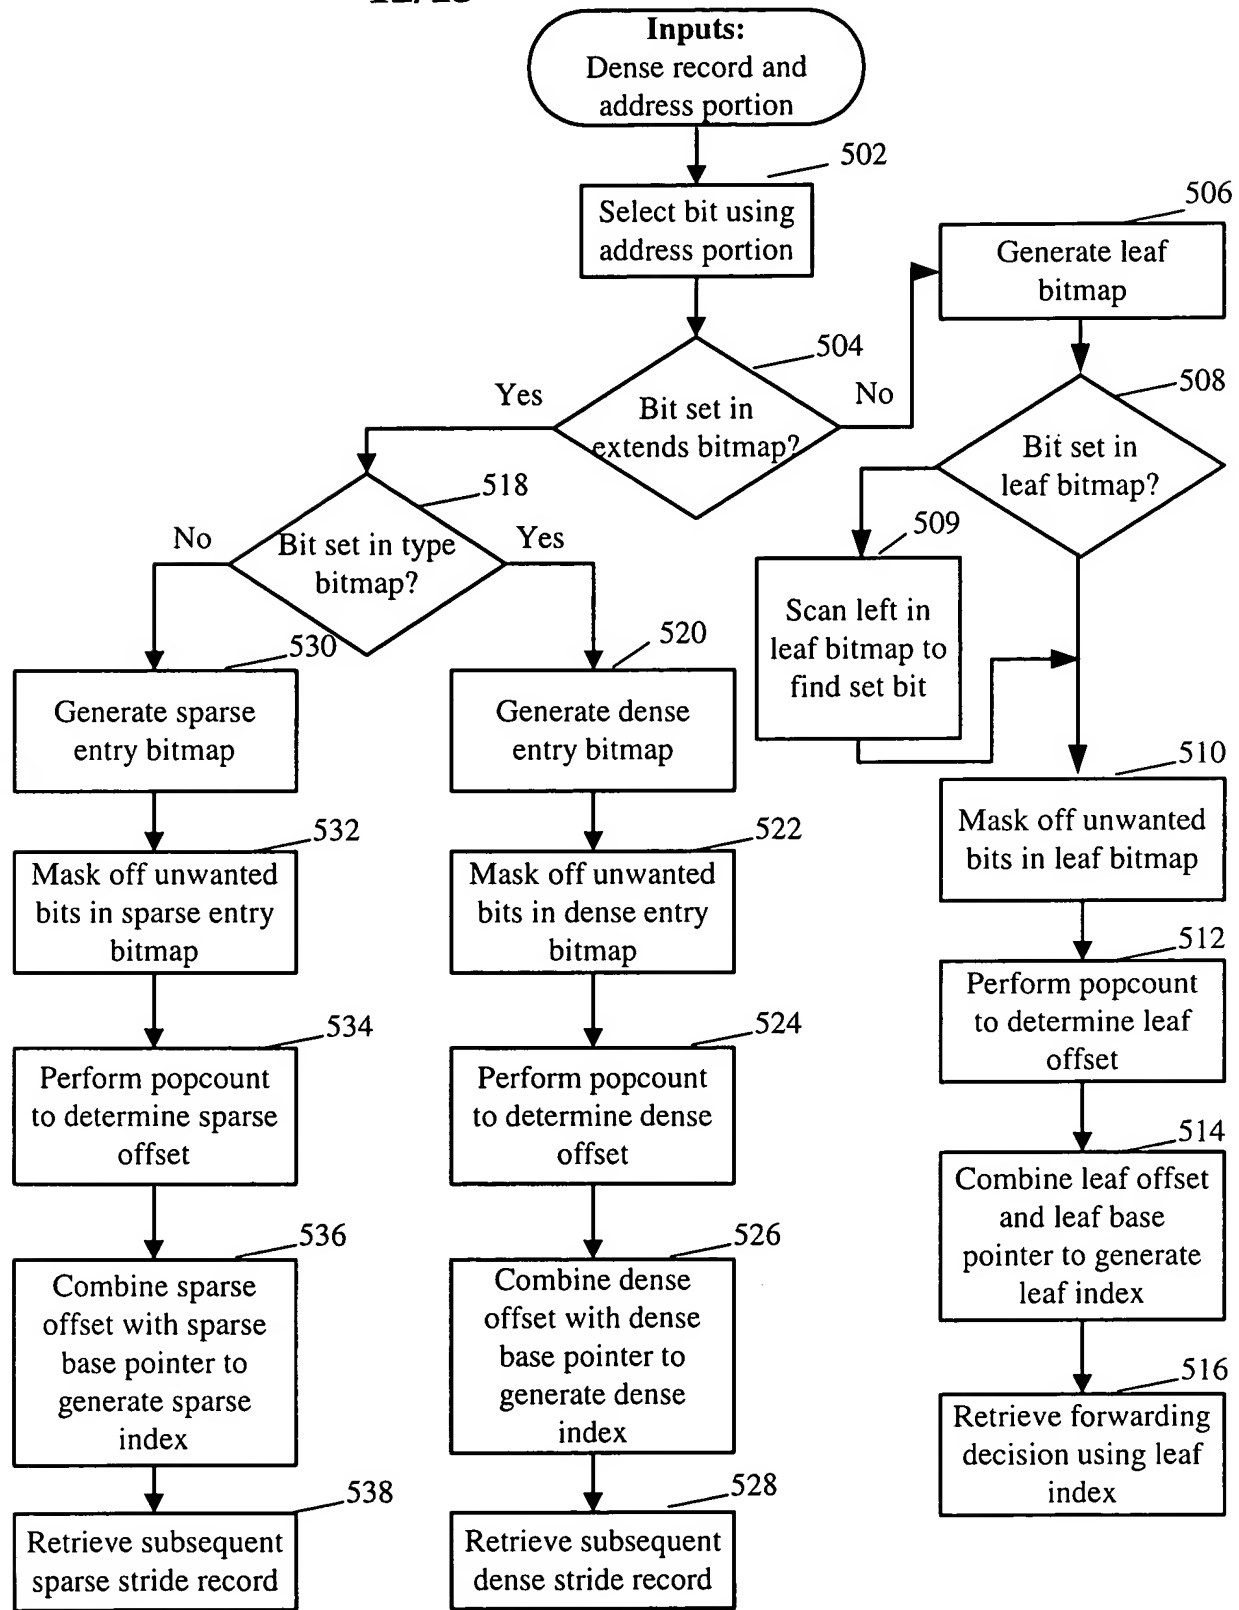 Inputs:
Dense record and
address portion
502
Select bit using
address portion
504
Yes
No
Bit set in
extends bitmap?
506
Generate leaf
bitmap
508
Bit set in
leaf bitmap?
509
Scan left in
leaf bitmap to
find set bit
518
No
Yes
Bit set in type
bitmap?
530
Generate sparse
entry bitmap
520
Generate dense
entry bitmap
510
Mask off unwanted
bits in leaf bitmap
532
Mask off unwanted
bits in sparse entry
bitmap
522
Mask off unwanted
bits in dense entry
bitmap
512
Perform popcount
to determine leaf
offset
534
Perform popcount
to determine sparse
offset
524
Perform popcount
to determine dense
offset
514
Combine leaf offset
and leaf base
pointer to generate
leaf index
536
Combine sparse
offset with sparse
base pointer to
generate sparse
index
526
Combine dense
offset with dense
base pointer to
generate dense
index
516
Retrieve forwarding
decision using leaf
index
538
Retrieve subsequent
sparse stride record
528
Retrieve subsequent
dense stride record